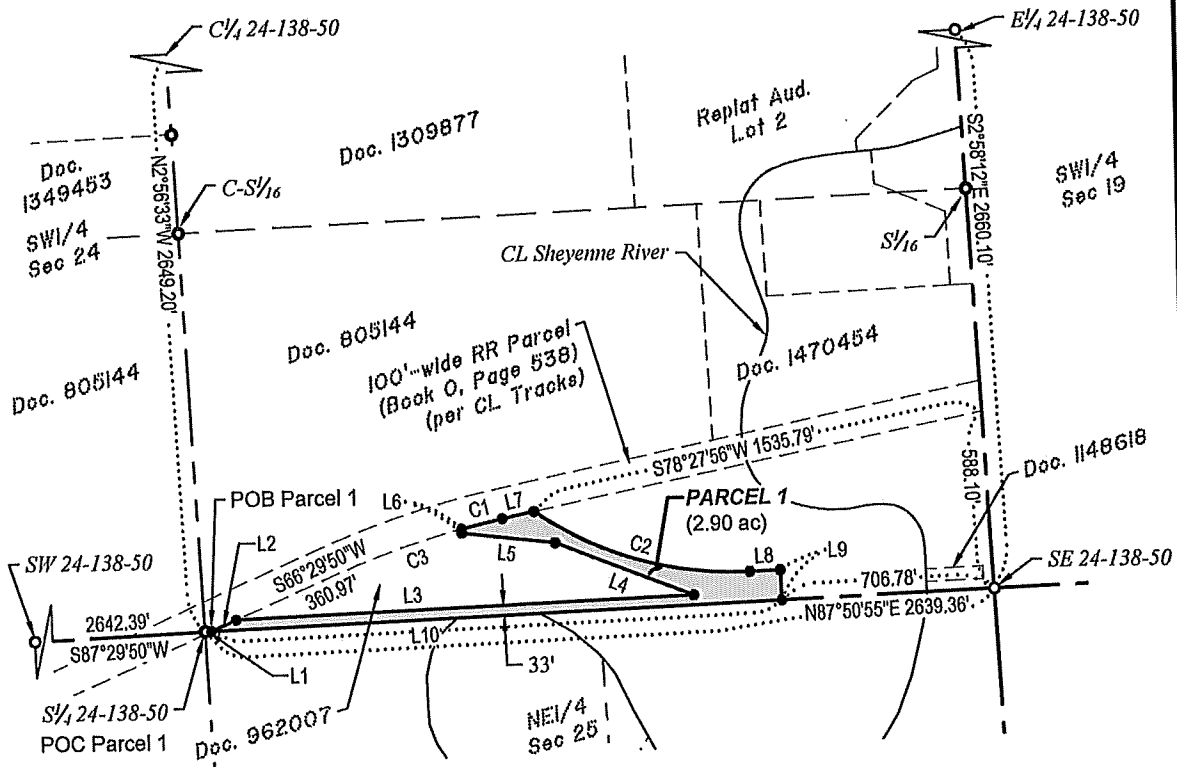 C¼ 24-138-50
E¼ 24-138-50
Replat Aud.
Lot 2
Doc. 1309877
Doc.
1349453
SW1/4
Sec 24
C-S1/16
N2°56'33"W 2649.20'
S2°58'12"E 2660.10'
SW1/4
Sec 19
S1/16
CL Sheyenne River
Doc. 805144
Doc. 805144
100'-wide RR Parcel
(Book O, Page 538)
(per CL Tracks)
Doc. 1470454
S78°27'56"W 1535.79'
588.10'
Doc. 1148618
POB Parcel 1
L6
C1
L7
PARCEL 1
(2.90 ac)
L2
S66°29'50"W
360.97'
C3
L5
C2
L8
L9
SW 24-138-50
SE 24-138-50
L3
L4
706.78'
2642.39'
S87°29'50"W
N87°50'55"E 2639.36'
L10
L1
33'
S¼ 24-138-50
POC Parcel 1
Doc. 962007
NE1/4
Sec 25